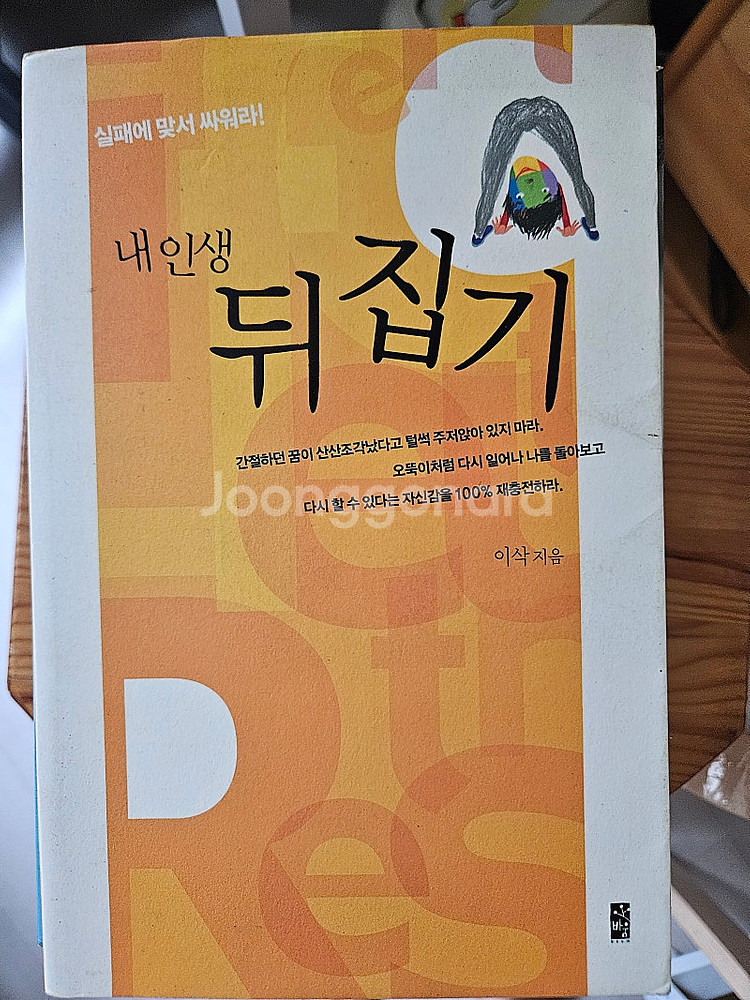 실패에 맞서 싸워라!
내 인생
뒤집기
간절하던 꿈이 산산조각났다고 털썩 주저앉아 있지 마라.
오뚝이처럼 다시 일어나 나를 돌아보고
다시 할 수 있다는 자신감을 100% 재충전하라.
Joonggonara
이삭 지음
바움